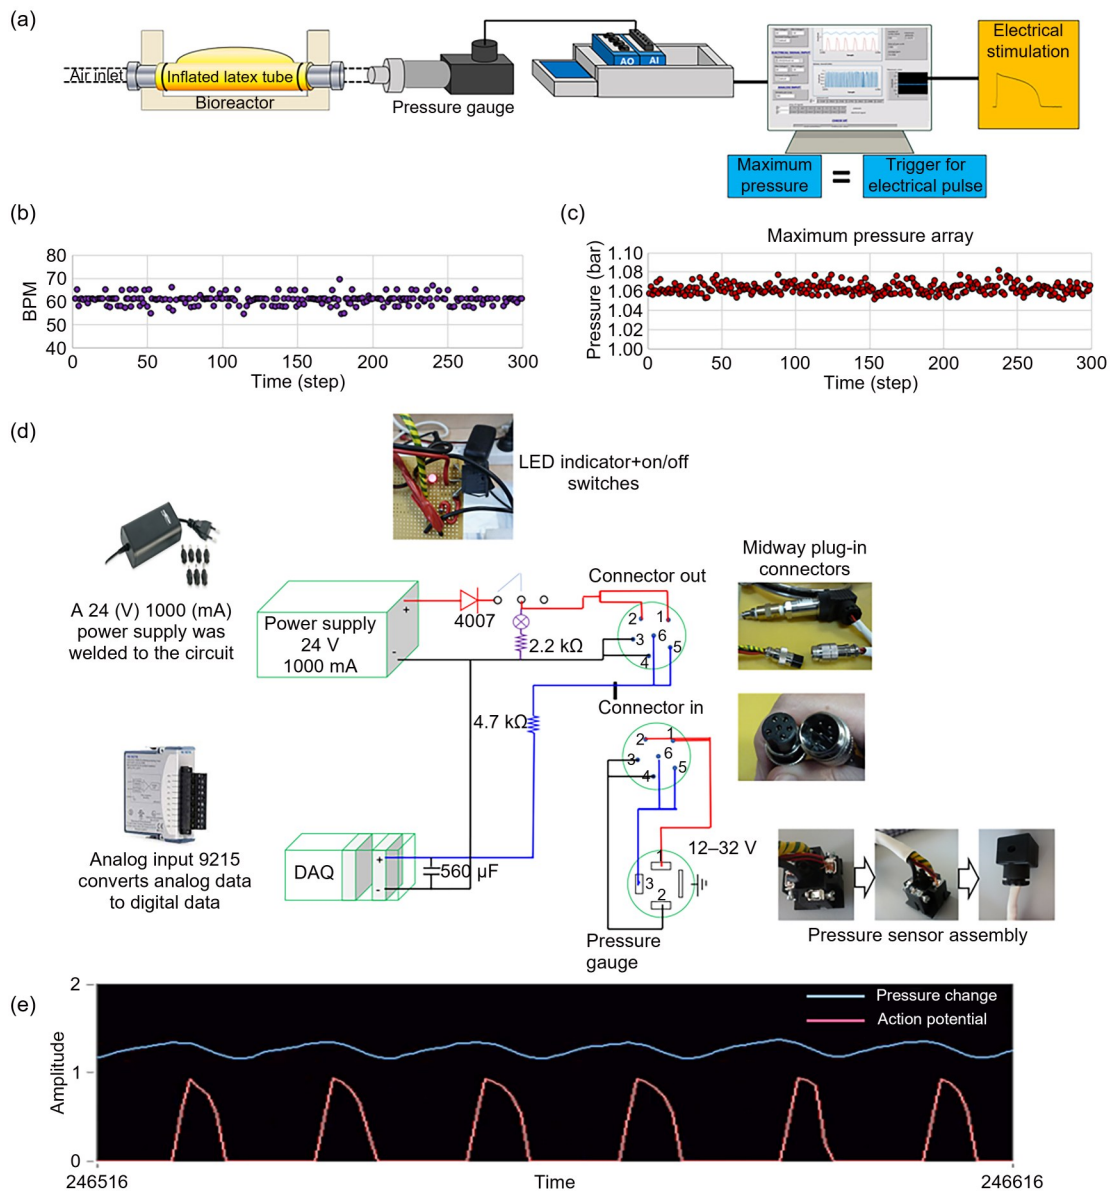 (a)
Air inlet
Inflated latex tube
Bioreactor
Pressure gauge
AO
AI
Electrical
stimulation
Maximum
pressure
=
Trigger for
electrical pulse
(b)
BPM
80
70
60
50
40
0
50
100
150
200
250
300
Time (step)
(c)
Maximum pressure array
Pressure (bar)
1.10
1.08
1.06
1.04
1.02
1.00
0
50
100
150
200
250
300
Time (step)
(d)
LED indicator+on/off
switches
A 24 (V) 1000 (mA)
power supply was
welded to the circuit
Power supply
24 V
1000 mA
+
-
4007
2.2 kΩ
Connector out
2
1
3
6
5
4
Midway plug-in
connectors
4.7 kΩ
Connector in
2
1
3
6
5
4
Analog input 9215
converts analog data
to digital data
DAQ
+
-
560 μF
12–32 V
1
3
2
Pressure
gauge
Pressure sensor assembly
(e)
Amplitude
2
1
0
Pressure change
Action potential
246516
Time
246616